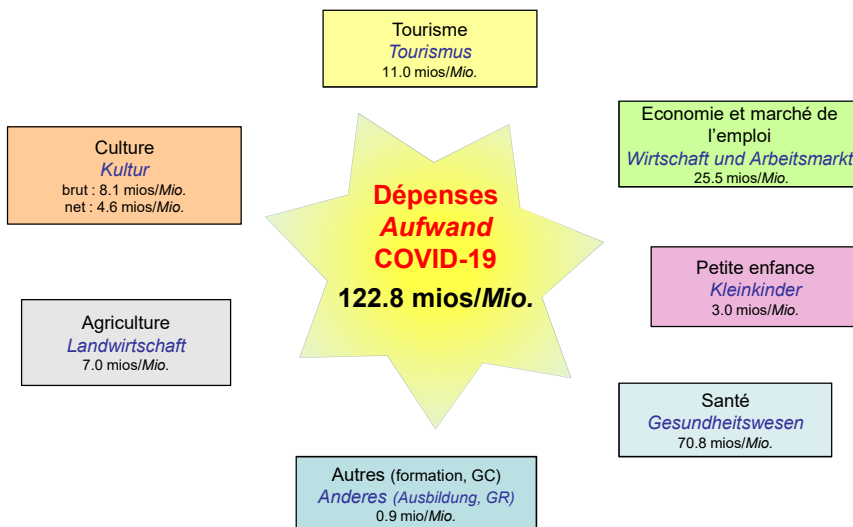 Tourisme
Tourismus
11.0 mios/Mio.
Economie et marché de
l'emploi
Wirtschaft und Arbeitsmarkt
25.5 mios/Mio.
Culture
Kultur
brut : 8.1 mios/Mio.
net : 4.6 mios/Mio.
Dépenses
Aufwand
COVID-19
122.8 mios/Mio.
Petite enfance
Kleinkinder
3.0 mios/Mio.
Agriculture
Landwirtschaft
7.0 mios/Mio.
Santé
Gesundheitswesen
70.8 mios/Mio.
Autres (formation, GC)
Anderes (Ausbildung, GR)
0.9 mio/Mio.